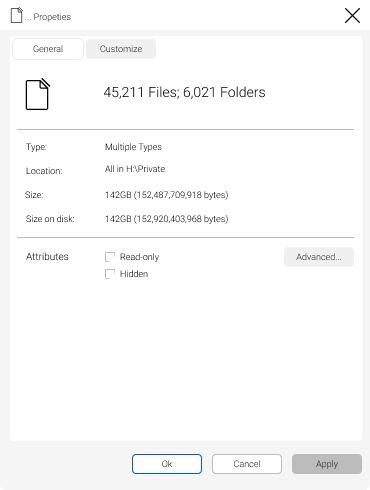 ... Propeties
General
Customize
45,211 Files; 6,021 Folders
Type: Multiple Types
Location: All in H:\Private
Size: 142GB (152,487,709,918 bytes)
Size on disk: 142GB (152,920,403,968 bytes)
Attributes Read-only Advanced...
Hidden
Ok Cancel Apply